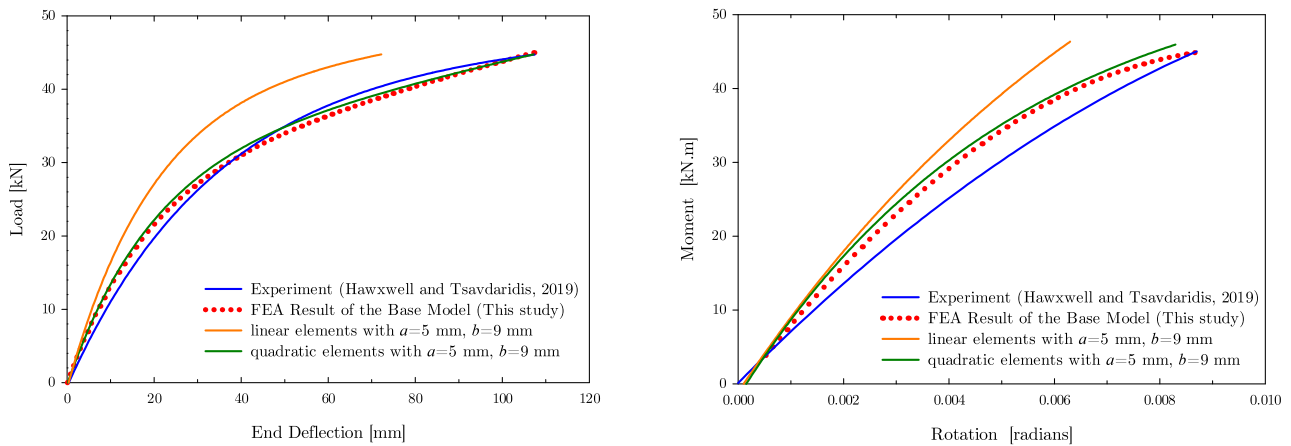 50
40
30
20
10
0
Load [kN]
0 20 40 60 80 100 120
End Deflection [mm]
Experiment (Hawxwell and Tsavdaridis, 2019)
FEA Result of the Base Model (This study)
linear elements with a=5 mm, b=9 mm
quadratic elements with a=5 mm, b=9 mm
50
40
30
20
10
0
Moment [kN.m]
0.000 0.002 0.004 0.006 0.008 0.010
Rotation [radians]
Experiment (Hawxwell and Tsavdaridis, 2019)
FEA Result of the Base Model (This study)
linear elements with a=5 mm, b=9 mm
quadratic elements with a=5 mm, b=9 mm